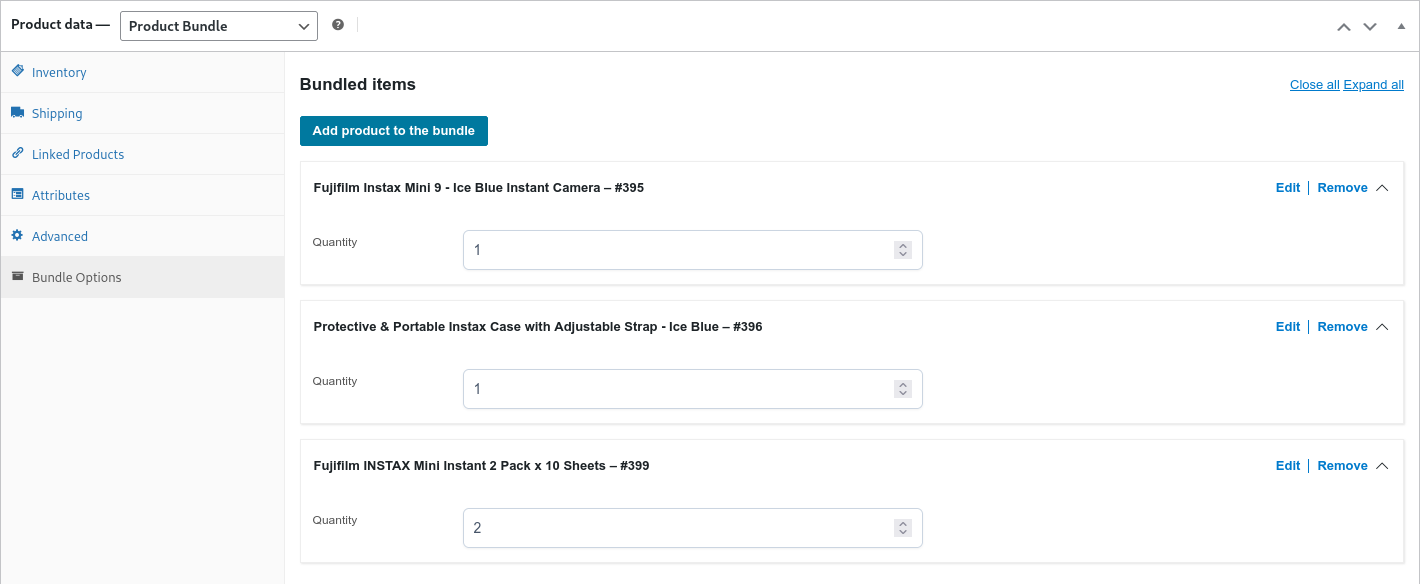 Product data — Product Bundle
Inventory
Shipping
Linked Products
Attributes
Advanced
Bundle Options
Bundled items
Close all Expand all
Add product to the bundle
Fujifilm Instax Mini 9 - Ice Blue Instant Camera – #395
Edit | Remove
Quantity
1
Protective & Portable Instax Case with Adjustable Strap - Ice Blue – #396
Edit | Remove
Quantity
1
Fujifilm INSTAX Mini Instant 2 Pack x 10 Sheets – #399
Edit | Remove
Quantity
2